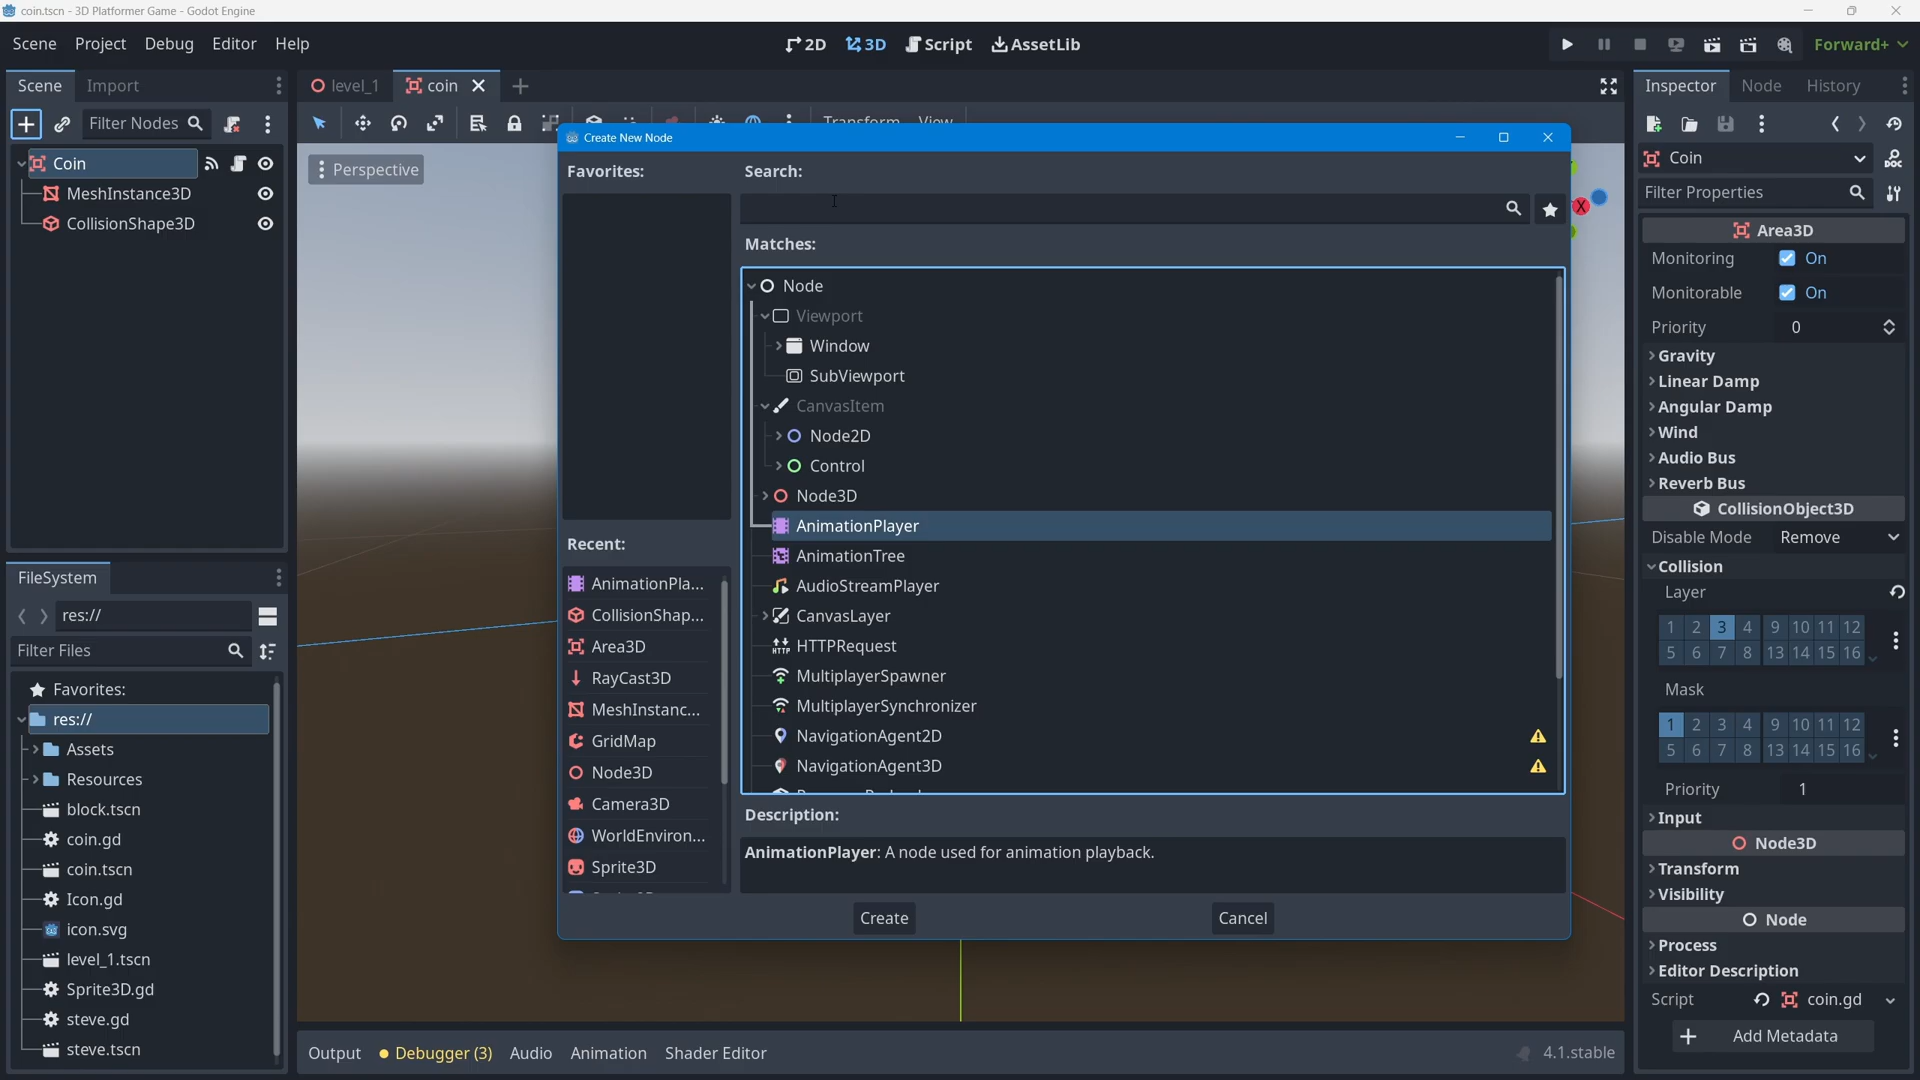 coin.tscn - 3D Platformer Game - Godot Engine
Scene Project Debug Editor Help
2D 3D Script AssetLib
Forward+
Scene Import
level_1 coin
Inspector Node History
Filter Nodes
Transform View
Coin
MeshInstance3D
CollisionShape3D
Perspective
Create New Node
Favorites:
Search:
Matches:
Node
Viewport
Window
SubViewport
CanvasItem
Node2D
Control
Node3D
AnimationPlayer
AnimationTree
AudioStreamPlayer
CanvasLayer
HTTPRequest
MultiplayerSpawner
MultiplayerSynchronizer
NavigationAgent2D
NavigationAgent3D
Recent:
AnimationPla...
CollisionShap...
Area3D
RayCast3D
MeshInstanc...
GridMap
Node3D
Camera3D
WorldEnviron...
Sprite3D
Description:
AnimationPlayer: A node used for animation playback.
Create Cancel
FileSystem
res://
Filter Files
Favorites:
res://
Assets
Resources
block.tscn
coin.gd
coin.tscn
Icon.gd
icon.svg
level_1.tscn
Sprite3D.gd
steve.gd
steve.tscn
Output Debugger (3) Audio Animation Shader Editor
4.1.stable
Coin
Filter Properties
X
Area3D
Monitoring On
Monitorable On
Priority 0
Gravity
Linear Damp
Angular Damp
Wind
Audio Bus
Reverb Bus
CollisionObject3D
Disable Mode Remove
Collision
Layer
1 2 3 4 9 10 11 12
5 6 7 8 13 14 15 16
Mask
1 2 3 4 9 10 11 12
5 6 7 8 13 14 15 16
Priority 1
Input
Node3D
Transform
Visibility
Node
Process
Editor Description
Script coin.gd
Add Metadata